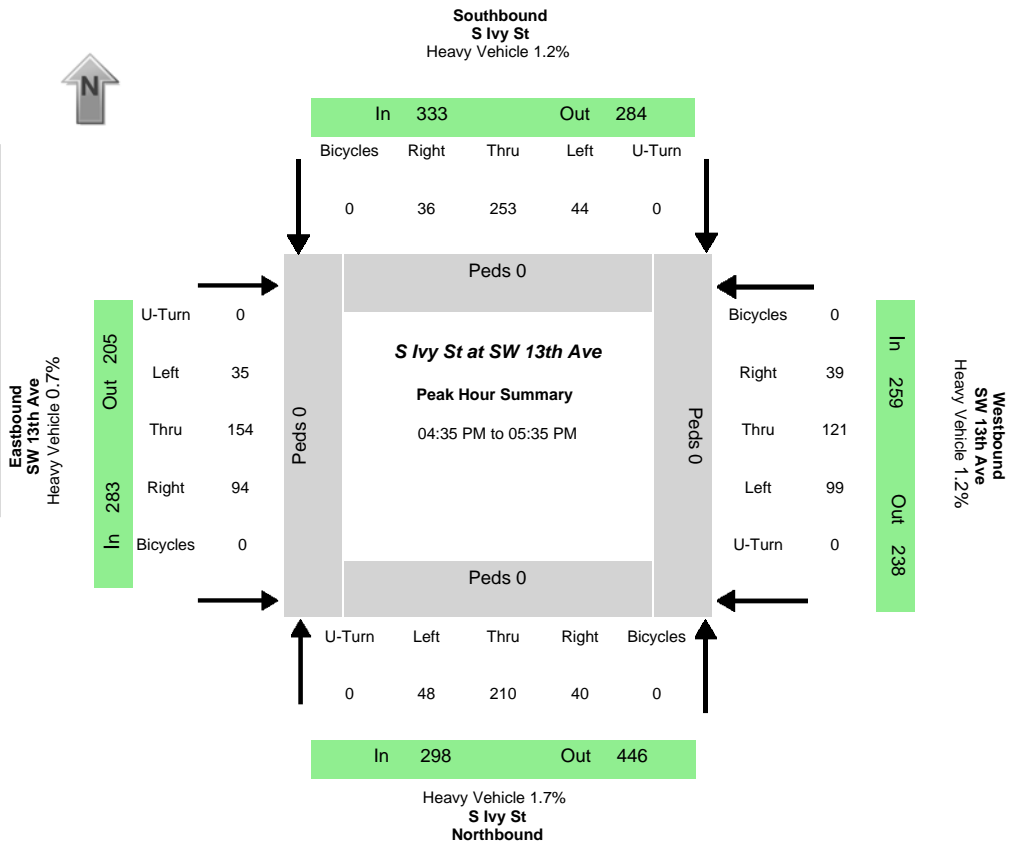 Southbound
S Ivy St
Heavy Vehicle 1.2%
N
In 333 Out 284
Bicycles Right Thru Left U-Turn
0 36 253 44 0
Peds 0
Eastbound
SW 13th Ave
Heavy Vehicle 0.7%
In 283 Out 205
U-Turn 0
Left 35
Thru 154
Right 94
Bicycles 0
Peds 0
S Ivy St at SW 13th Ave
Peak Hour Summary
04:35 PM to 05:35 PM
Peds 0
Bicycles 0
Right 39
Thru 121
Left 99
U-Turn 0
In 259 Out 238
Westbound
SW 13th Ave
Heavy Vehicle 1.2%
Peds 0
U-Turn Left Thru Right Bicycles
0 48 210 40 0
In 298 Out 446
Heavy Vehicle 1.7%
S Ivy St
Northbound